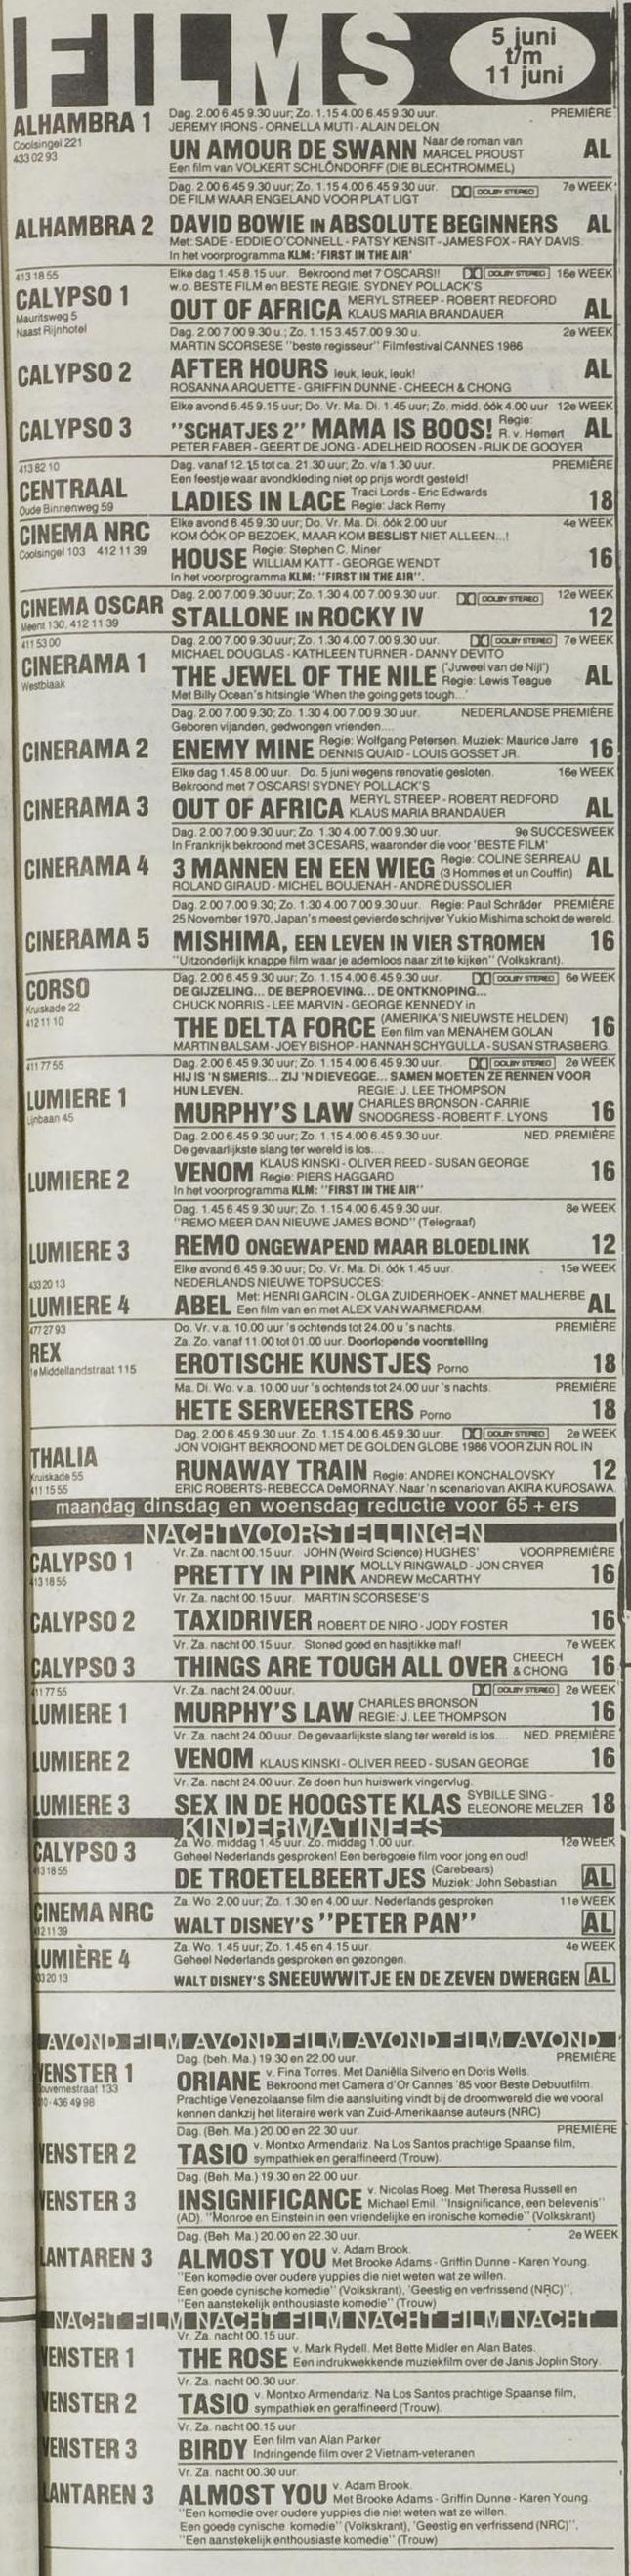 FILMS
5 juni
t/m
11 juni
ALHAMBRA 1
Coolsingel 221
433 02 93
Dag. 2.00 6.45 9.30 uur; Zo. 1.15 4.00 6.45 9.30 uur. PREMIÈRE
JEREMY IRONS - ORNELLA MUTI - ALAIN DELON
UN AMOUR DE SWANN Naar de roman van MARCEL PROUST AL
Een film van VOLKERT SCHLÖNDORFF (DIE BLECHTROMMEL)
Dag. 2.00 6.45 9.30 uur; Zo. 1.15 4.00 6.45 9.30 uur. DOLBY STEREO 7e WEEK
DE FILM WAAR ENGELAND VOOR PLAT LIGT
ALHAMBRA 2 DAVID BOWIE IN ABSOLUTE BEGINNERS AL
Met: SADE - EDDIE O'CONNELL - PATSY KENSIT - JAMES FOX - RAY DAVIS.
In het voorprogramma KLM: 'FIRST IN THE AIR'
413 18 55
CALYPSO 1
Mauritsweg 5
Naast Rijnhotel
Elke dag 1.45 8.15 uur. Bekroond met 7 OSCARS!! DOLBY STEREO 16e WEEK
w.o. BESTE FILM en BESTE REGIE. SYDNEY POLLACK'S
OUT OF AFRICA MERYL STREEP - ROBERT REDFORD KLAUS MARIA BRANDAUER AL
Dag. 2.00 7.00 9.30 u.; Zo. 1.15 3.45 7.00 9.30 u. 2e WEEK
MARTIN SCORSESE "beste regisseur" Filmfestival CANNES 1986
CALYPSO 2 AFTER HOURS leuk, leuk, leuk! AL
ROSANNA ARQUETTE - GRIFFIN DUNNE - CHEECH & CHONG
Elke avond 6.45 9.15 uur; Do. Vr. Ma. Di. 1.45 uur; Zo. midd. óók 4.00 uur 12e WEEK
CALYPSO 3 "SCHATJES 2" MAMA IS BOOS! Regie: R. v. Hemert AL
PETER FABER - GEERT DE JONG - ADELHEID ROOSEN - RIJK DE GOOYER
413 82 10
CENTRAAL
Oude Binnenweg 59
Dag. vanaf 12.15 tot ca. 21.30 uur; Zo. v/a 1.30 uur. PREMIÈRE
Een feestje waar avondkleding niet op prijs wordt gesteld!
LADIES IN LACE Traci Lords - Eric Edwards Regie: Jack Remy 18
CINEMA NRC
Coolsingel 103 412 11 39
Elke avond 6.45 9.30 uur; Do. Vr. Ma. Di. óók 2.00 uur 4e WEEK
KOM ÓÓK OP BEZOEK, MAAR KOM BESLIST NIET ALLEEN...!
HOUSE Regie: Stephen C. Miner WILLIAM KATT - GEORGE WENDT 16
In het voorprogramma KLM: "FIRST IN THE AIR".
CINEMA OSCAR
Meent 130, 412 11 39
Dag. 2.00 7.00 9.30 uur; Zo. 1.30 4.00 7.00 9.30 uur. DOLBY STEREO 12e WEEK
STALLONE IN ROCKY IV 12
411 53 00
CINERAMA 1
Westblaak
Dag. 2.00 7.00 9.30 uur; Zo. 1.30 4.00 7.00 9.30 uur. DOLBY STEREO 7e WEEK
MICHAEL DOUGLAS - KATHLEEN TURNER - DANNY DEVITO
THE JEWEL OF THE NILE ('Juweel van de Nijl') Regie: Lewis Teague AL
Met Billy Ocean's hitsingle 'When the going gets tough...'
Dag. 2.00 7.00 9.30; Zo. 1.30 4.00 7.00 9.30 uur. NEDERLANDSE PREMIÈRE
Geboren vijanden, gedwongen vrienden....
CINERAMA 2 ENEMY MINE Regie: Wolfgang Petersen. Muziek: Maurice Jarre DENNIS QUAID - LOUIS GOSSET JR. 16
Elke dag 1.45 8.00 uur. Do. 5 juni wegens renovatie gesloten. 16e WEEK
Bekroond met 7 OSCARS! SYDNEY POLLACK'S
CINERAMA 3 OUT OF AFRICA MERYL STREEP - ROBERT REDFORD KLAUS MARIA BRANDAUER AL
Dag. 2.00 7.00 9.30 uur; Zo. 1.30 4.00 7.00 9.30 uur. 9e SUCCESWEEK
In Frankrijk bekroond met 3 CESARS, waaronder die voor 'BESTE FILM'
CINERAMA 4 3 MANNEN EN EEN WIEG Regie: COLINE SERREAU (3 Hommes et un Couffin) AL
ROLAND GIRAUD - MICHEL BOUJENAH - ANDRÉ DUSSOLIER
Dag. 2.00 7.00 9.30; Zo. 1.30 4.00 7.00 9.30 uur. Regie: Paul Schräder PREMIÈRE
25 November 1970, Japan's meest gevierde schrijver Yukio Mishima schokt de wereld.
CINERAMA 5 MISHIMA, EEN LEVEN IN VIER STROMEN 16
"Uitzonderlijk knappe film waar je ademloos naar zit te kijken" (Volkskrant).
CORSO
Kruiskade 22
412 11 10
Dag. 2.00 6.45 9.30 uur; Zo. 1.15 4.00 6.45 9.30 uur. DOLBY STEREO 6e WEEK
DE GIJZELING... DE BEPROEVING... DE ONTKNOPING...
CHUCK NORRIS - LEE MARVIN - GEORGE KENNEDY in
THE DELTA FORCE (AMERIKA'S NIEUWSTE HELDEN) Een film van MENAHEM GOLAN 16
MARTIN BALSAM - JOEY BISHOP - HANNAH SCHYGULLA - SUSAN STRASBERG.
411 77 55
LUMIERE 1
Lijnbaan 45
Dag. 2.00 6.45 9.30 uur; Zo. 1.15 4.00 6.45 9.30 uur. DOLBY STEREO 2e WEEK
HIJ IS 'N SMERIS... ZIJ 'N DIEVEGGE... SAMEN MOETEN ZE RENNEN VOOR
HUN LEVEN. REGIE: J. LEE THOMPSON
MURPHY'S LAW CHARLES BRONSON - CARRIE SNODGRESS - ROBERT F. LYONS 16
Dag. 2.00 6.45 9.30 uur; Zo. 1.15 4.00 6.45 9.30 uur. NED. PREMIÈRE
De gevaarlijkste slang ter wereld is los....
LUMIERE 2 VENOM KLAUS KINSKI - OLIVER REED - SUSAN GEORGE Regie: PIERS HAGGARD 16
In het voorprogramma KLM: "FIRST IN THE AIR"
Dag. 1.45 6.45 9.30 uur; Zo. 1.15 4.00 6.45 9.30 uur. 8e WEEK
"REMO MEER DAN NIEUWE JAMES BOND" (Telegraaf)
LUMIERE 3 REMO ONGEWAPEND MAAR BLOEDLINK 12
Elke avond 6.45 9.30 uur; Do. Vr. Ma. Di. óók 1.45 uur. 15e WEEK
433 20 13
NEDERLANDS NIEUWE TOPSUCCES:
LUMIERE 4 ABEL Met: HENRI GARCIN - OLGA ZUIDERHOEK - ANNET MALHERBE Een film van en met ALEX VAN WARMERDAM. AL
477 27 93
REX
1e Middellandstraat 115
Do. Vr. v.a. 10.00 uur 's ochtends tot 24.00 u 's nachts. PREMIÈRE
Za. Zo. vanaf 11.00 tot 01.00 uur. Doorlopende voorstelling
EROTISCHE KUNSTJES Porno 18
Ma. Di. Wo. v.a. 10.00 uur 's ochtends tot 24.00 uur 's nachts. PREMIÈRE
HETE SERVEERSTERS Porno 18
THALIA
Kruiskade 55
411 15 55
Dag. 2.00 6.45 9.30 uur. Zo. 1.15 4.00 6.45 9.30 uur. DOLBY STEREO 2e WEEK
JON VOIGHT BEKROOND MET DE GOLDEN GLOBE 1986 VOOR ZIJN ROL IN
RUNAWAY TRAIN Regie: ANDREI KONCHALOVSKY 12
ERIC ROBERTS-REBECCA DeMORNAY. Naar 'n scenario van AKIRA KUROSAWA.
maandag dinsdag en woensdag reductie voor 65+ers
NACHTVOORSTELLINGEN
CALYPSO 1
413 18 55
Vr. Za. nacht 00.15 uur. JOHN (Weird Science) HUGHES' VOORPREMIÈRE
PRETTY IN PINK MOLLY RINGWALD - JON CRYER ANDREW McCARTHY 16
Vr. Za. nacht 00.15 uur. MARTIN SCORSESE'S
CALYPSO 2 TAXIDRIVER ROBERT DE NIRO - JODY FOSTER 16
Vr. Za. nacht 00.15 uur. Stoned goed en hasjtikke maf! 7e WEEK
CALYPSO 3 THINGS ARE TOUGH ALL OVER CHEECH & CHONG 16
411 77 55
Vr. Za. nacht 24.00 uur. DOLBY STEREO 2e WEEK
LUMIERE 1 MURPHY'S LAW CHARLES BRONSON REGIE: J. LEE THOMPSON 16
Vr. Za. nacht 24.00 uur. De gevaarlijkste slang ter wereld is los.... NED. PREMIÈRE
LUMIERE 2 VENOM KLAUS KINSKI - OLIVER REED - SUSAN GEORGE 16
Vr. Za. nacht 24.00 uur. Ze doen hun huiswerk vingervlug.
LUMIERE 3 SEX IN DE HOOGSTE KLAS SYBILLE SING - ELEONORE MELZER 18
KINDERMATINEES
CALYPSO 3
413 18 55
Za. Wo. middag 1.45 uur. Zo. middag 1.00 uur. 12e WEEK
Geheel Nederlands gesproken! Een beregoeie film voor jong en oud!
DE TROETELBEERTJES (Carebears) Muziek: John Sebastian AL
CINEMA NRC
Za. Wo. 2.00 uur; Zo. 1.30 en 4.00 uur. Nederlands gesproken 11e WEEK
WALT DISNEY'S "PETER PAN" AL
LUMIÈRE 4
Za. Wo. 1.45 uur; Zo. 1.45 en 4.15 uur. 4e WEEK
Geheel Nederlands gesproken en gezongen.
WALT DISNEY'S SNEEUWWITJE EN DE ZEVEN DWERGEN AL
AVOND FILM AVOND FILM AVOND FILM AVOND
VENSTER 1
Dag. (beh. Ma.) 19.30 en 22.00 uur. PREMIÈRE
ORIANE v. Fina Torres. Met Daniëlla Silverio en Doris Wells. Bekroond met Camera d'Or Cannes '85 voor Beste Debuutfilm.
Prachtige Venezolaanse film die aansluiting vindt bij de droomwereld die we vooral
kennen dankzij het literaire werk van Zuid-Amerikaanse auteurs (NRC)
Dag. (Beh. Ma.) 20.00 en 22.30 uur. PREMIÈRE
VENSTER 2 TASIO v. Montxo Armendariz. Na Los Santos prachtige Spaanse film, sympathiek en geraffineerd (Trouw).
Dag. (Beh. Ma.) 19.30 en 22.00 uur.
VENSTER 3 INSIGNIFICANCE v. Nicolas Roeg. Met Theresa Russell en Michael Emil. "Insignificance, een belevenis"
(AD). "Monroe en Einstein in een vriendelijke en ironische komedie" (Volkskrant)
Dag. (Beh. Ma.) 20.00 en 22.30 uur. 2e WEEK
LANTAREN 3 ALMOST YOU v. Adam Brook. Met Brooke Adams - Griffin Dunne - Karen Young.
"Een komedie over oudere yuppies die niet weten wat ze willen.
Een goede cynische komedie" (Volkskrant), 'Geestig en verfrissend (NRC)",
"Een aanstekelijk enthousiaste komedie" (Trouw)
NACHT FILM NACHT FILM NACHT FILM NACHT
Vr. Za. nacht 00.15 uur.
VENSTER 1 THE ROSE v. Mark Rydell. Met Bette Midler en Alan Bates. Een indrukwekkende muziekfilm over de Janis Joplin Story.
Vr. Za. nacht 00.30 uur.
VENSTER 2 TASIO v. Montxo Armendariz. Na Los Santos prachtige Spaanse film, sympathiek en geraffineerd (Trouw).
Vr. Za. nacht 00.15 uur
VENSTER 3 BIRDY Een film van Alan Parker Indringende film over 2 Vietnam-veteranen
Vr. Za. nacht 00.30 uur.
LANTAREN 3 ALMOST YOU v. Adam Brook. Met Brooke Adams - Griffin Dunne - Karen Young.
"Een komedie over oudere yuppies die niet weten wat ze willen.
Een goede cynische komedie" (Volkskrant), 'Geestig en verfrissend (NRC)",
"Een aanstekelijk enthousiaste komedie" (Trouw)